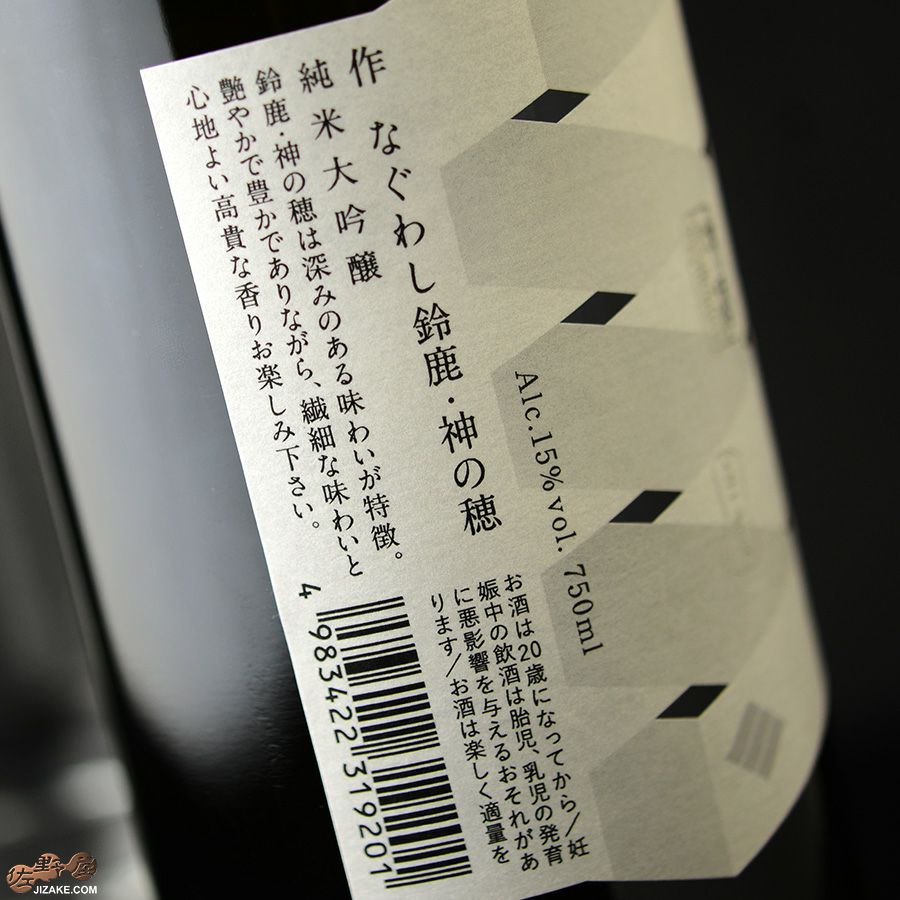 作 なぐわし鈴鹿・神の穂
純米大吟醸
鈴鹿・神の穂は深みのある味わいが特徴。
艶やかで豊かでありながら、繊細な味わいと
心地よい高貴な香りお楽しみ下さい。
Alc.15%vol. 750ml
お酒は20歳になってから/妊
娠中の飲酒は胎児、乳児の発育
に悪影響を与えるおそれがあ
ります/お酒は楽しく適量を
4 983422 319201
佐野屋
JIZAKE.COM